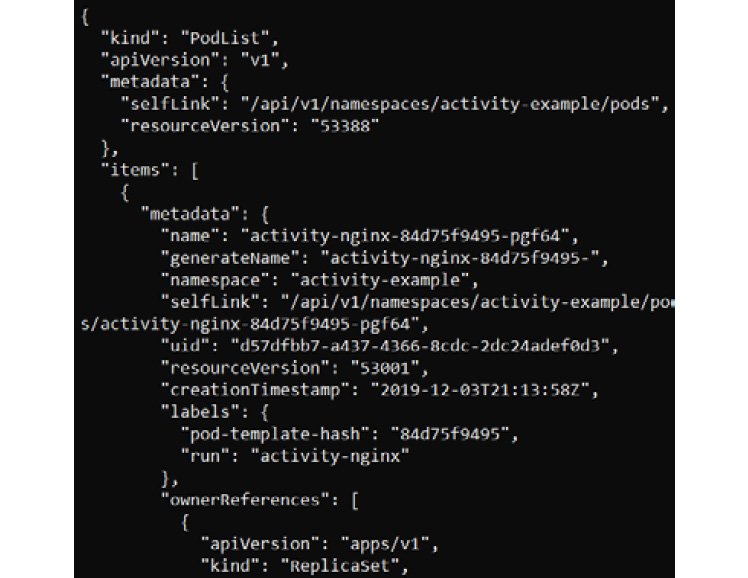 {
  "kind": "PodList",
  "apiVersion": "v1",
  "metadata": {
    "selfLink": "/api/v1/namespaces/activity-example/pods",
    "resourceVersion": "53388"
  },
  "items": [
    {
      "metadata": {
        "name": "activity-nginx-84d75f9495-pgf64",
        "generateName": "activity-nginx-84d75f9495-",
        "namespace": "activity-example",
        "selfLink": "/api/v1/namespaces/activity-example/po
s/activity-nginx-84d75f9495-pgf64",
        "uid": "d57dfbb7-a437-4366-8cdc-2dc24adef0d3",
        "resourceVersion": "53001",
        "creationTimestamp": "2019-12-03T21:13:58Z",
        "labels": {
          "pod-template-hash": "84d75f9495",
          "run": "activity-nginx"
        },
        "ownerReferences": [
          {
            "apiVersion": "apps/v1",
            "kind": "ReplicaSet",